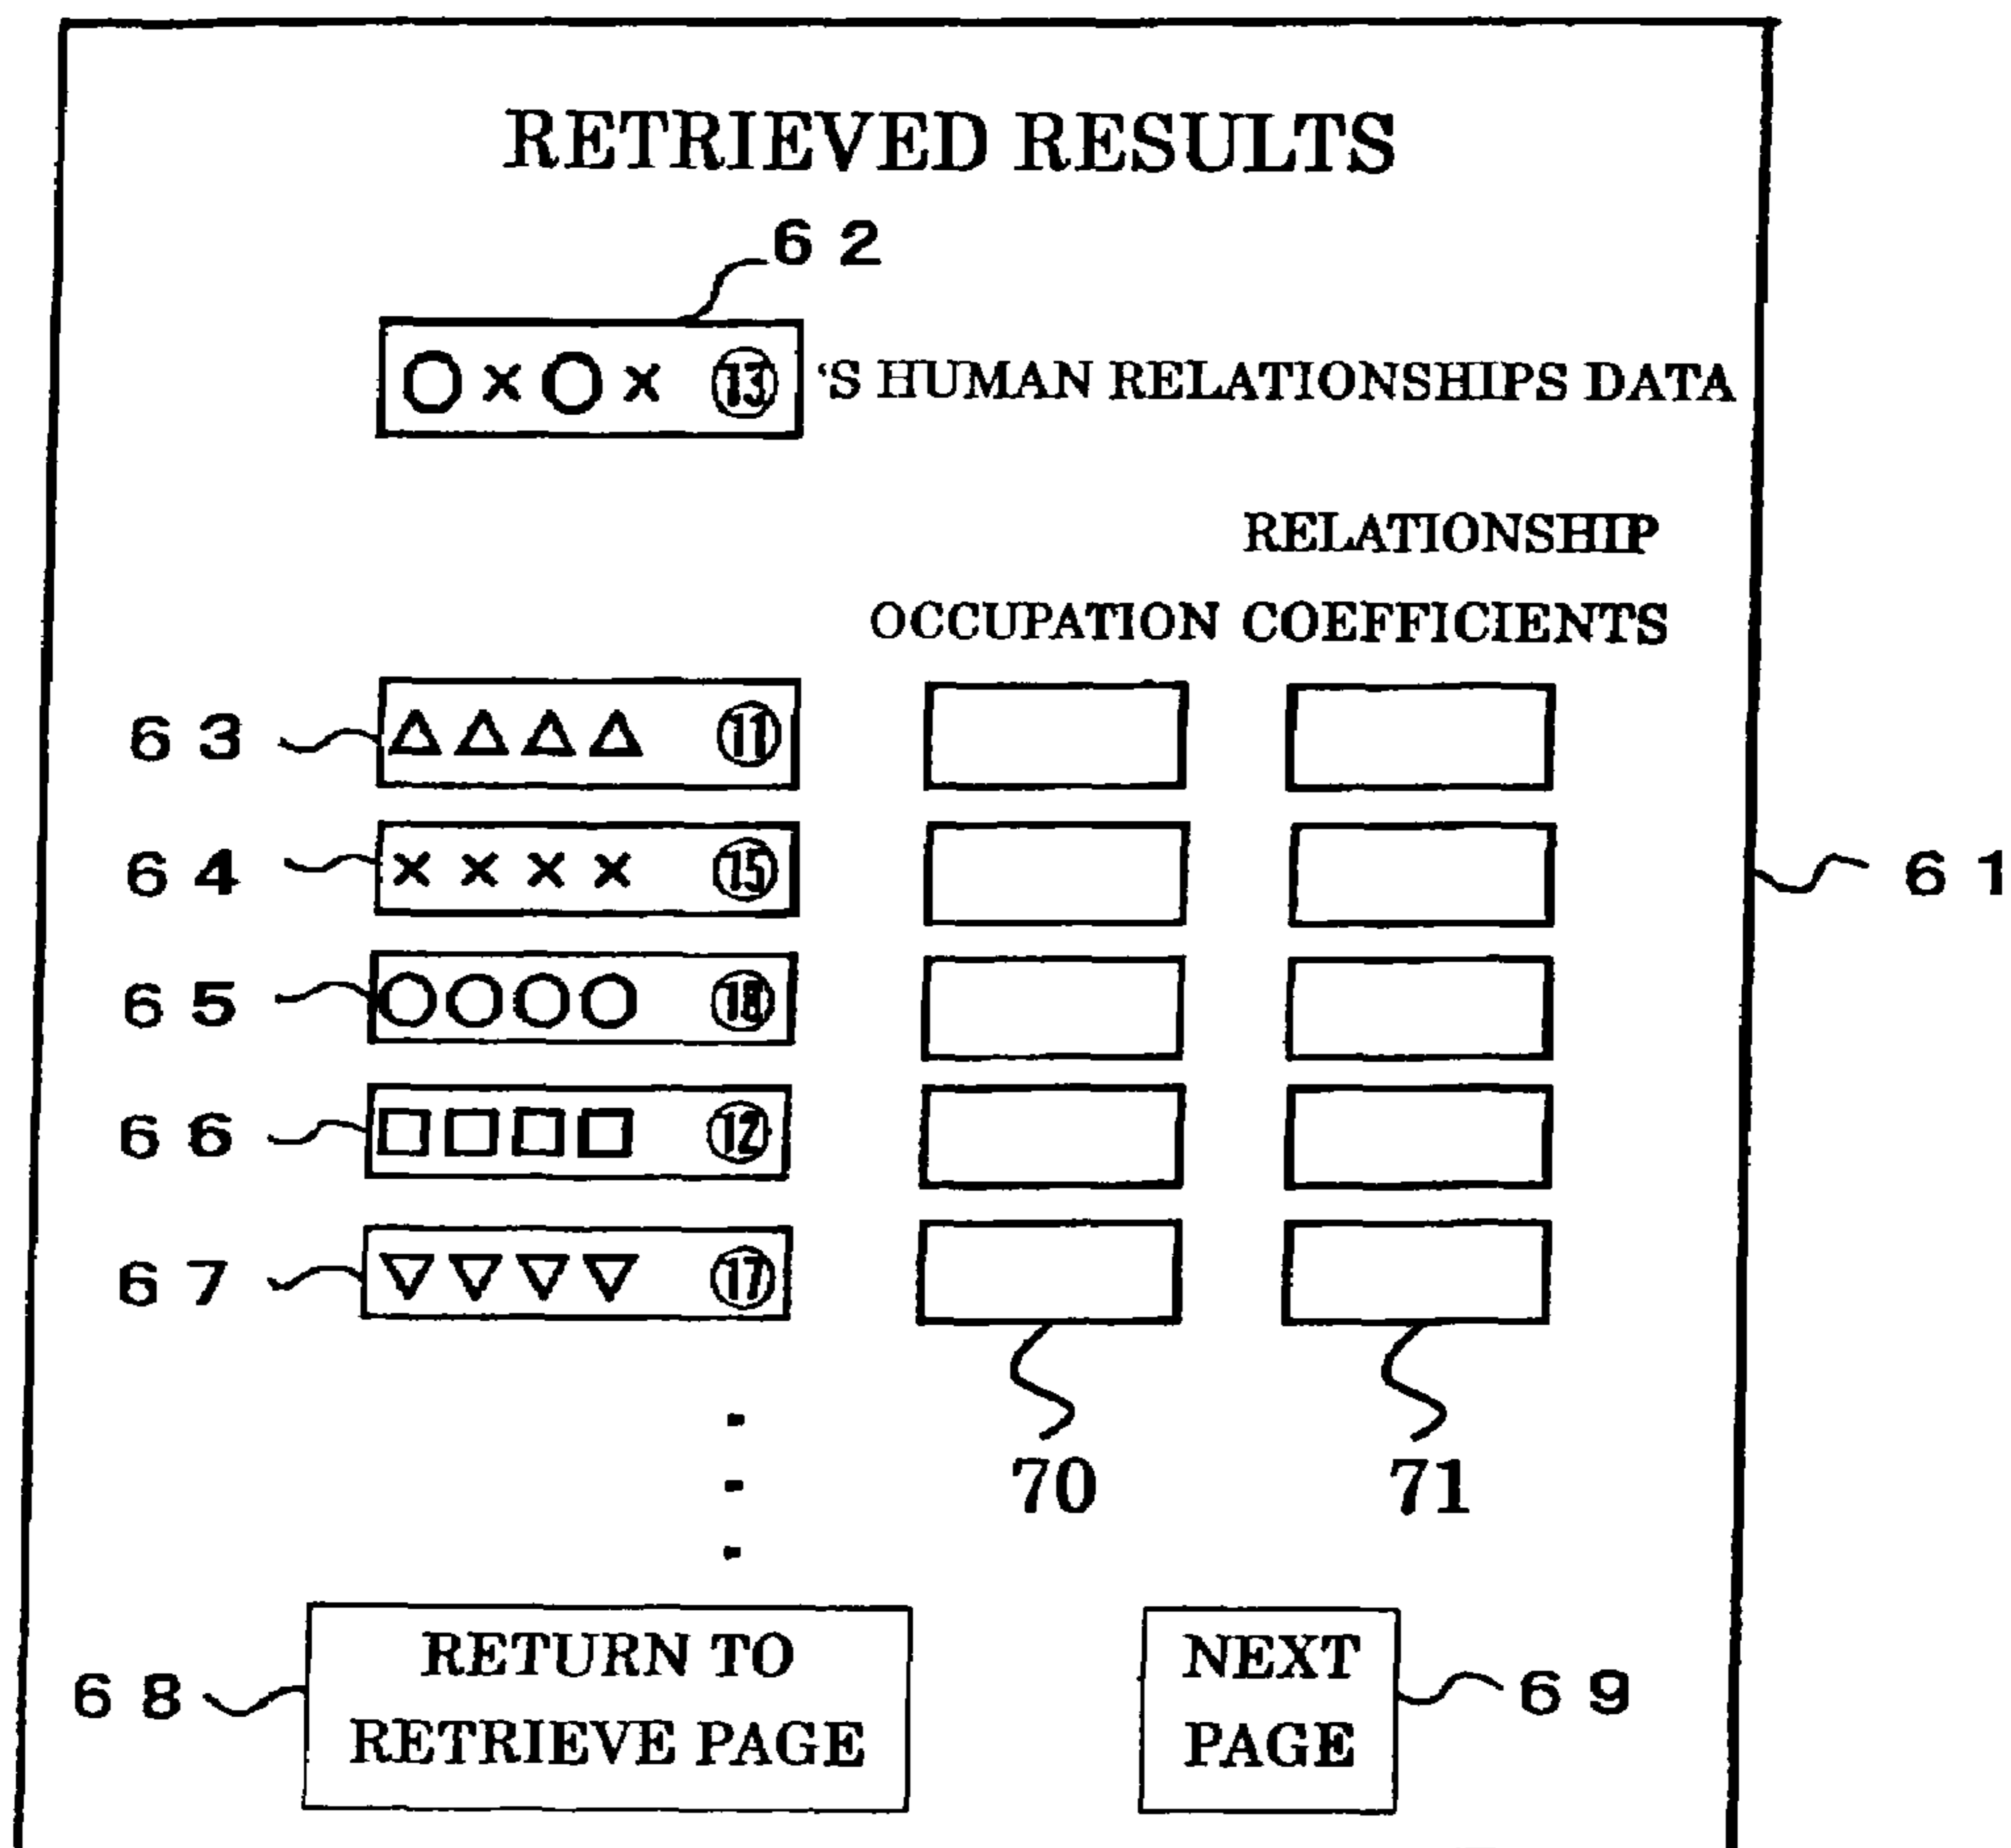 RETRIEVED RESULTS
62
○×○× ⑬ 'S HUMAN RELATIONSHIPS DATA
RELATIONSHIP
OCCUPATION COEFFICIENTS
63 △△△△ ⑪
64 ×××× ⑮
61
65 ○○○○ ⑱
66 □□□□ ⑫
67 ▽▽▽▽ ⑰
70 71
68 RETURN TO
RETRIEVE PAGE
NEXT
PAGE 69